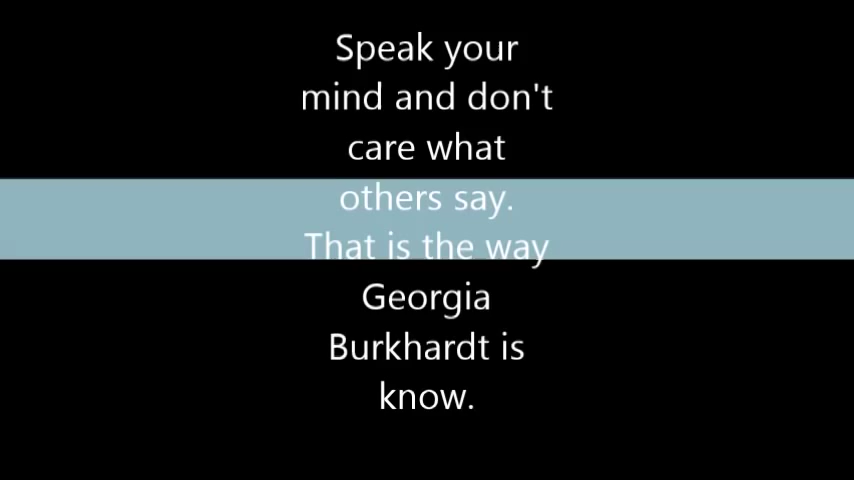 Speak your
mind and don't
care what
others say.
That is the way
Georgia
Burkhardt is
know.